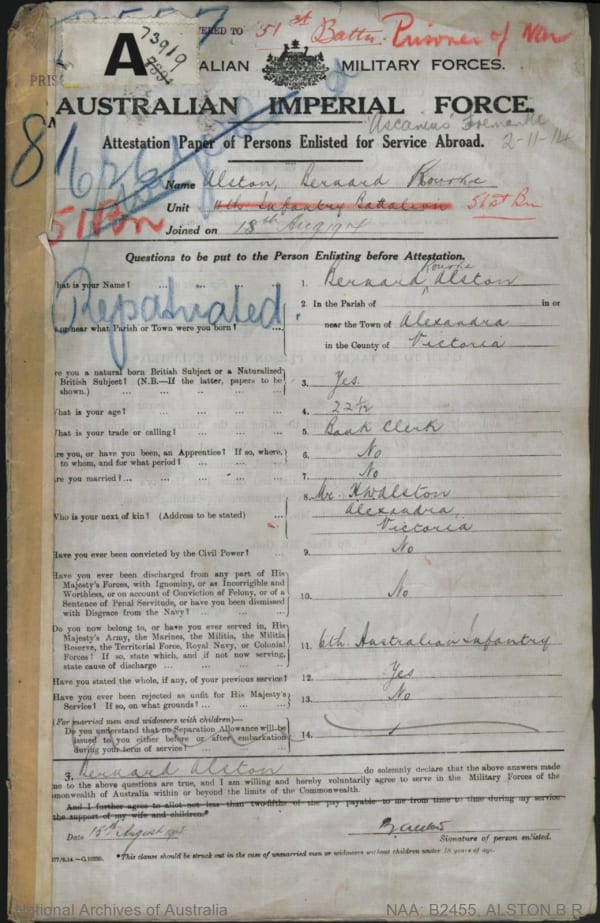 A
73919
TRANSFERRED TO 51st Battn. Prisoner of War
AUSTRALIAN MILITARY FORCES.
AUSTRALIAN IMPERIAL FORCE.
"Ascanius" Fremantle
2-11-14
Attestation Paper of Persons Enlisted for Service Abroad.
81
Name Alston, Bernard Rourke
Unit 11th Infantry Battalion 51st Bn
51 Bn
Joined on 18th Aug 1914
Questions to be put to the Person Enlisting before Attestation.
What is your Name? ... ... ... 1. Bernard Rourke Alston
Repatriated.
2. In the Parish of in or
near the Town of Alexandra
in the County of Victoria
In or near what Parish or Town were you born? ...
Are you a natural born British Subject or a Naturalized
British Subject? (N.B.—If the latter, papers to be
shown.) ... ... ... ... 3. Yes.
What is your age? ... ... ... ... 4. 22 1/12
What is your trade or calling? ... ... ... 5. Bank Clerk
Are you, or have you been, an Apprentice? If so, where,
to whom, and for what period? ... ... ... 6. No
Are you married?... ... ... ... 7. No
Who is your next of kin? (Address to be stated) ... 8. Mr. H W Alston
Alexandra
Victoria
Have you ever been convicted by the Civil Power? ... 9. No
Have you ever been discharged from any part of His
Majesty's Forces, with Ignominy, or as Incorrigible and
Worthless, or on account of Conviction of Felony, or of a
Sentence of Penal Servitude, or have you been dismissed
with Disgrace from the Navy? ... ... ... 10. No
Do you now belong to, or have you ever served in, His
Majesty's Army, the Marines, the Militia, the Militia
Reserve, the Territorial Force, Royal Navy, or Colonial
Forces? If so, state which, and if not now serving,
state cause of discharge ... ... ... 11. 6th Australian Infantry
Have you stated the whole, if any, of your previous service? 12. Yes
Have you ever been rejected as unfit for His Majesty's
Service? If so, on what grounds? ... ... 13. No
(For married men and widowers with children)—
Do you understand that no Separation Allowance will be
issued to you either before or after embarkation
during your term of service? ... ... ... 14.
I, Bernard Alston do solemnly declare that the above answers made
by me to the above questions are true, and I am willing and hereby voluntarily agree to serve in the Military Forces of the
Commonwealth of Australia within or beyond the limits of the Commonwealth.
And I further agree to allot not less than two-fifths of the pay payable to me from time to time during my service
for the support of my wife and children.*
Date 18th August 1914
Signature of person enlisted.
*This clause should be struck out in the case of unmarried men or widowers without children under 18 years of age.
National Archives of Australia
NAA: B2455, ALSTON B R